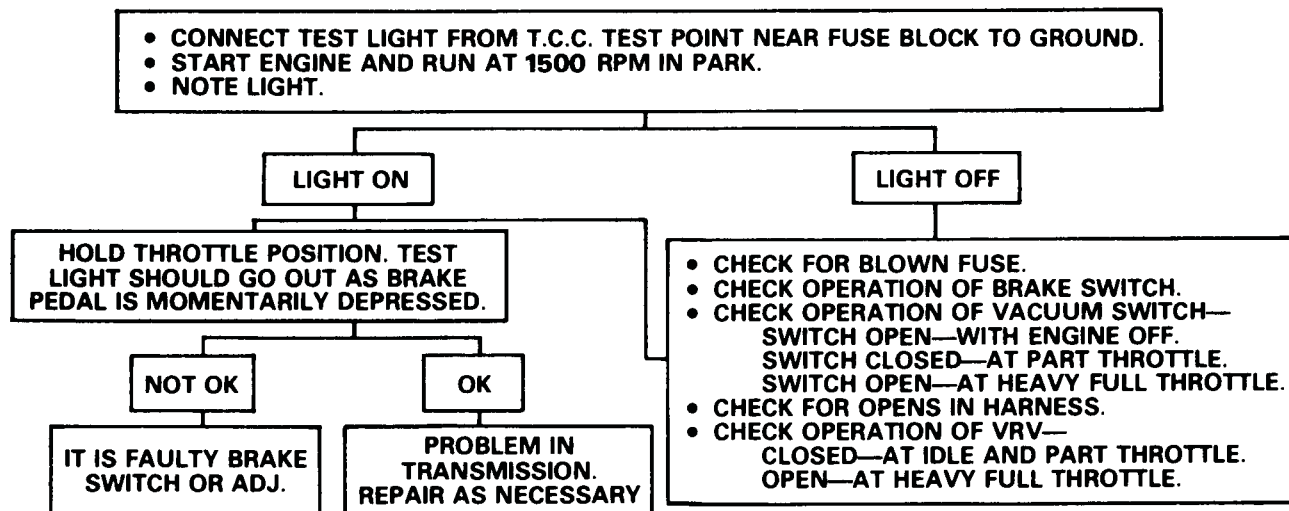 • CONNECT TEST LIGHT FROM T.C.C. TEST POINT NEAR FUSE BLOCK TO GROUND.
• START ENGINE AND RUN AT 1500 RPM IN PARK.
• NOTE LIGHT.
LIGHT ON
LIGHT OFF
HOLD THROTTLE POSITION. TEST
LIGHT SHOULD GO OUT AS BRAKE
PEDAL IS MOMENTARILY DEPRESSED.
NOT OK
OK
IT IS FAULTY BRAKE
SWITCH OR ADJ.
PROBLEM IN
TRANSMISSION.
REPAIR AS NECESSARY
• CHECK FOR BLOWN FUSE.
• CHECK OPERATION OF BRAKE SWITCH.
• CHECK OPERATION OF VACUUM SWITCH—
SWITCH OPEN—WITH ENGINE OFF.
SWITCH CLOSED—AT PART THROTTLE.
SWITCH OPEN—AT HEAVY FULL THROTTLE.
• CHECK FOR OPENS IN HARNESS.
• CHECK OPERATION OF VRV—
CLOSED—AT IDLE AND PART THROTTLE.
OPEN—AT HEAVY FULL THROTTLE.